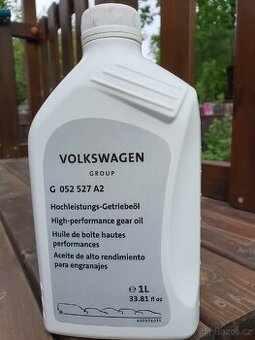 VOLKSWAGEN
GROUP
G 052 527 A2
Hochleistungs-Getriebeöl
High-performance gear oil
Huile de boîte hautes
performances
Aceite de alto rendimiento
para engranajes
℮ 1L
33.81 fl oz